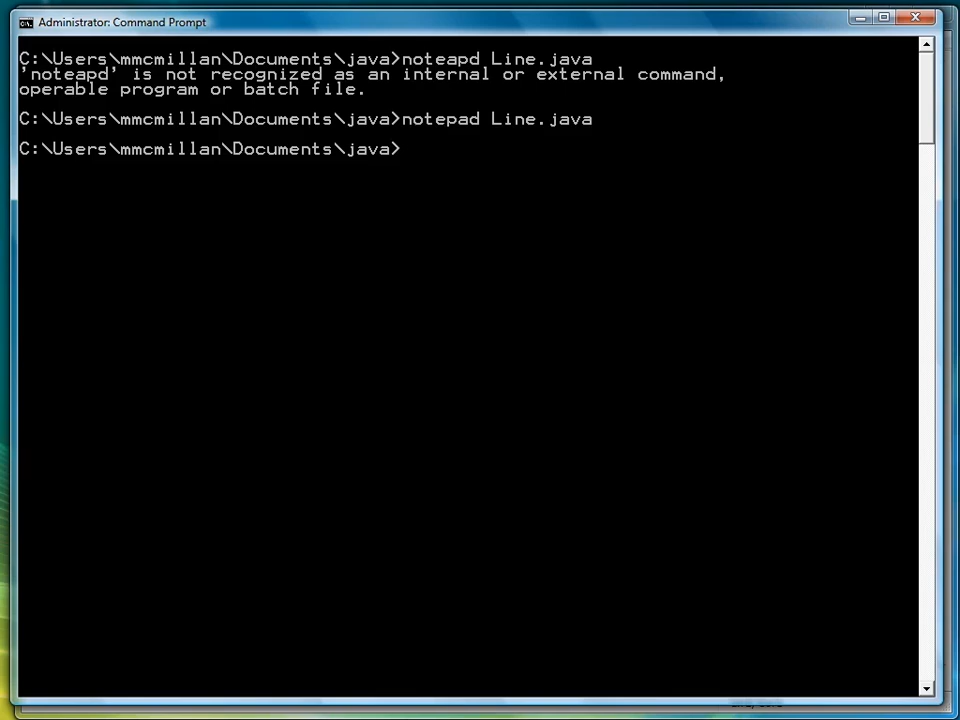 Administrator: Command Prompt
C:\Users\mmcmillan\Documents\java>noteapd Line.java
'noteapd' is not recognized as an internal or external command,
operable program or batch file.
C:\Users\mmcmillan\Documents\java>notepad Line.java
C:\Users\mmcmillan\Documents\java>